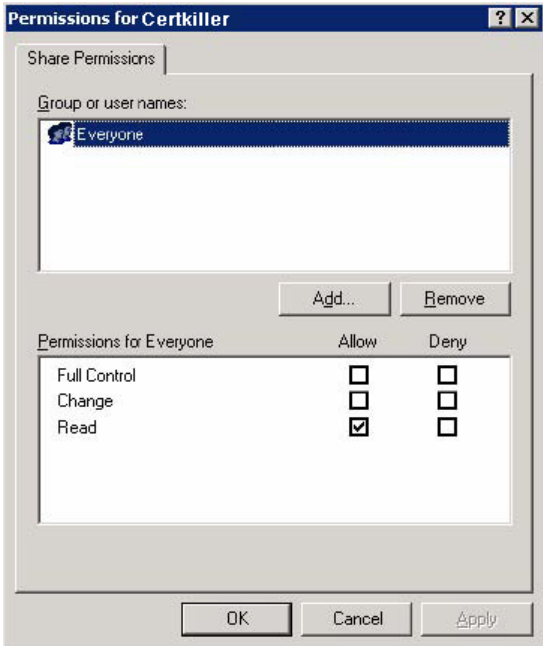 Permissions for Certkiller
Share Permissions
Group or user names:
Everyone
Add... Remove
Permissions for Everyone Allow Deny
Full Control
Change
Read
OK Cancel Apply